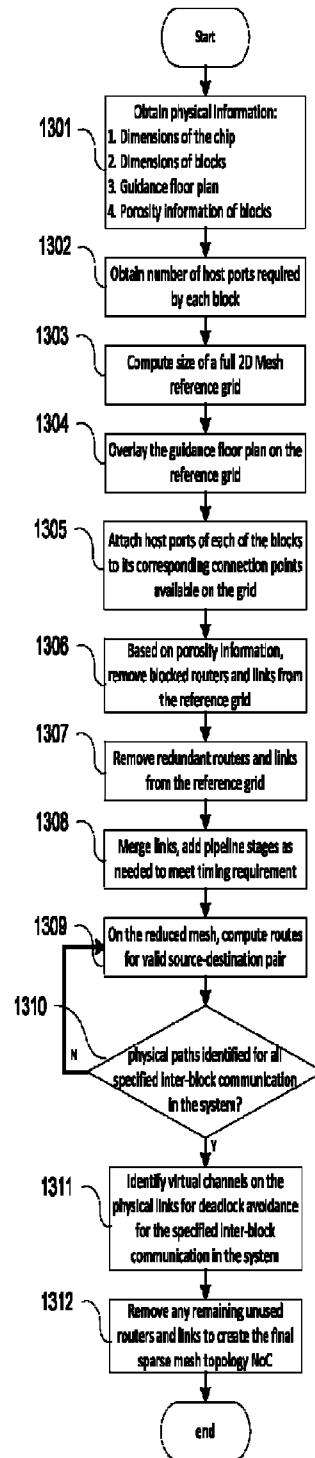 Start
1301
Obtain physical information:
1. Dimensions of the chip
2. Dimensions of blocks
3. Guidance floor plan
4. Porosity information of blocks
1302
Obtain number of host ports required
by each block
1303
Compute size of a full 2D Mesh
reference grid
1304
Overlay the guidance floor plan on the
reference grid
1305
Attach host ports of each of the blocks
to its corresponding connection points
available on the grid
1306
Based on porosity information,
remove blocked routers and links from
the reference grid
1307
Remove redundant routers and links
from the reference grid
1308
Merge links, add pipeline stages as
needed to meet timing requirement
1309
On the reduced mesh, compute routes
for valid source-destination pair
1310
N
physical paths identified for all
specified inter-block communication
in the system?
Y
1311
Identify virtual channels on the
physical links for deadlock avoidance
for the specified inter-block
communication in the system
1312
Remove any remaining unused
routers and links to create the final
sparse mesh topology NoC
end